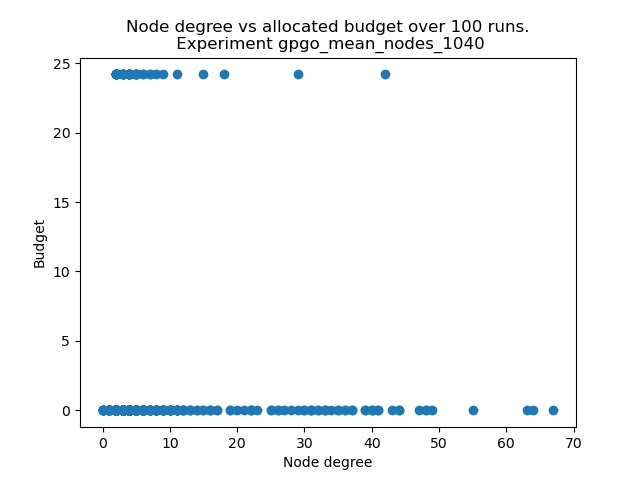 Node degree vs allocated budget over 100 runs.
Experiment gpgo_mean_nodes_1040
25
20
15
10
5
0
Budget
0 10 20 30 40 50 60 70
Node degree